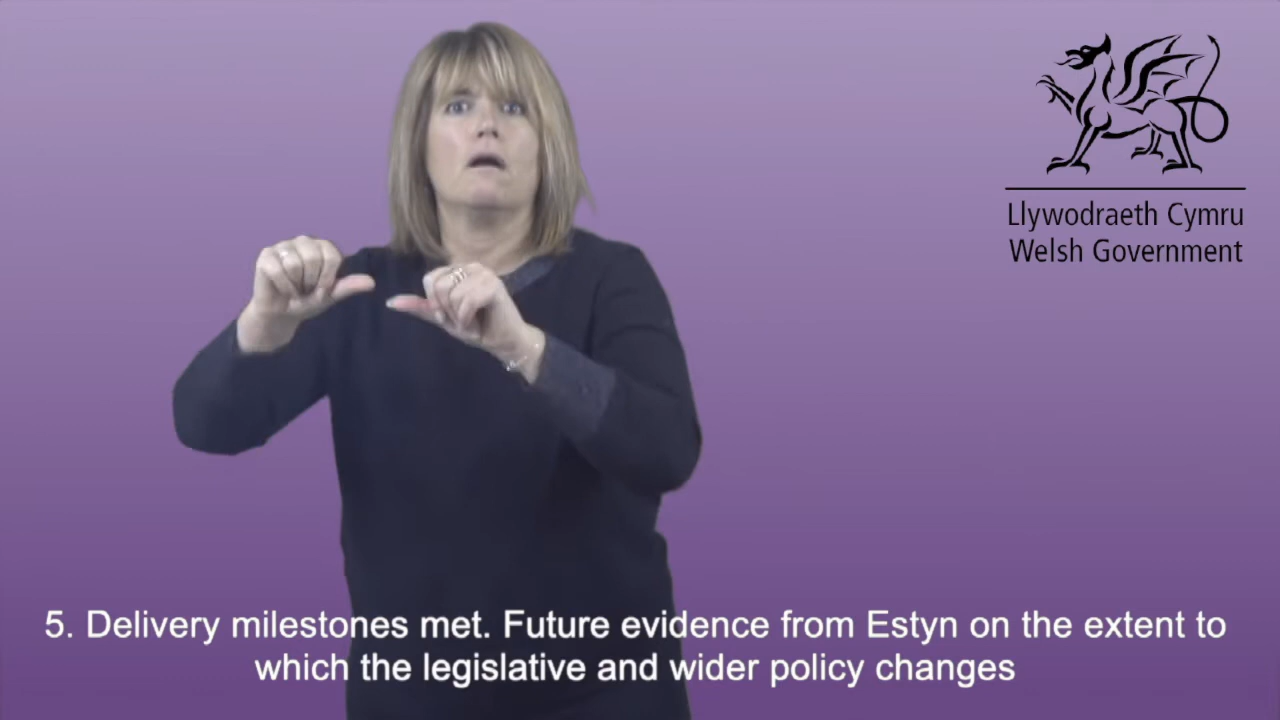 Llywodraeth Cymru
Welsh Government
5. Delivery milestones met. Future evidence from Estyn on the extent to
which the legislative and wider policy changes